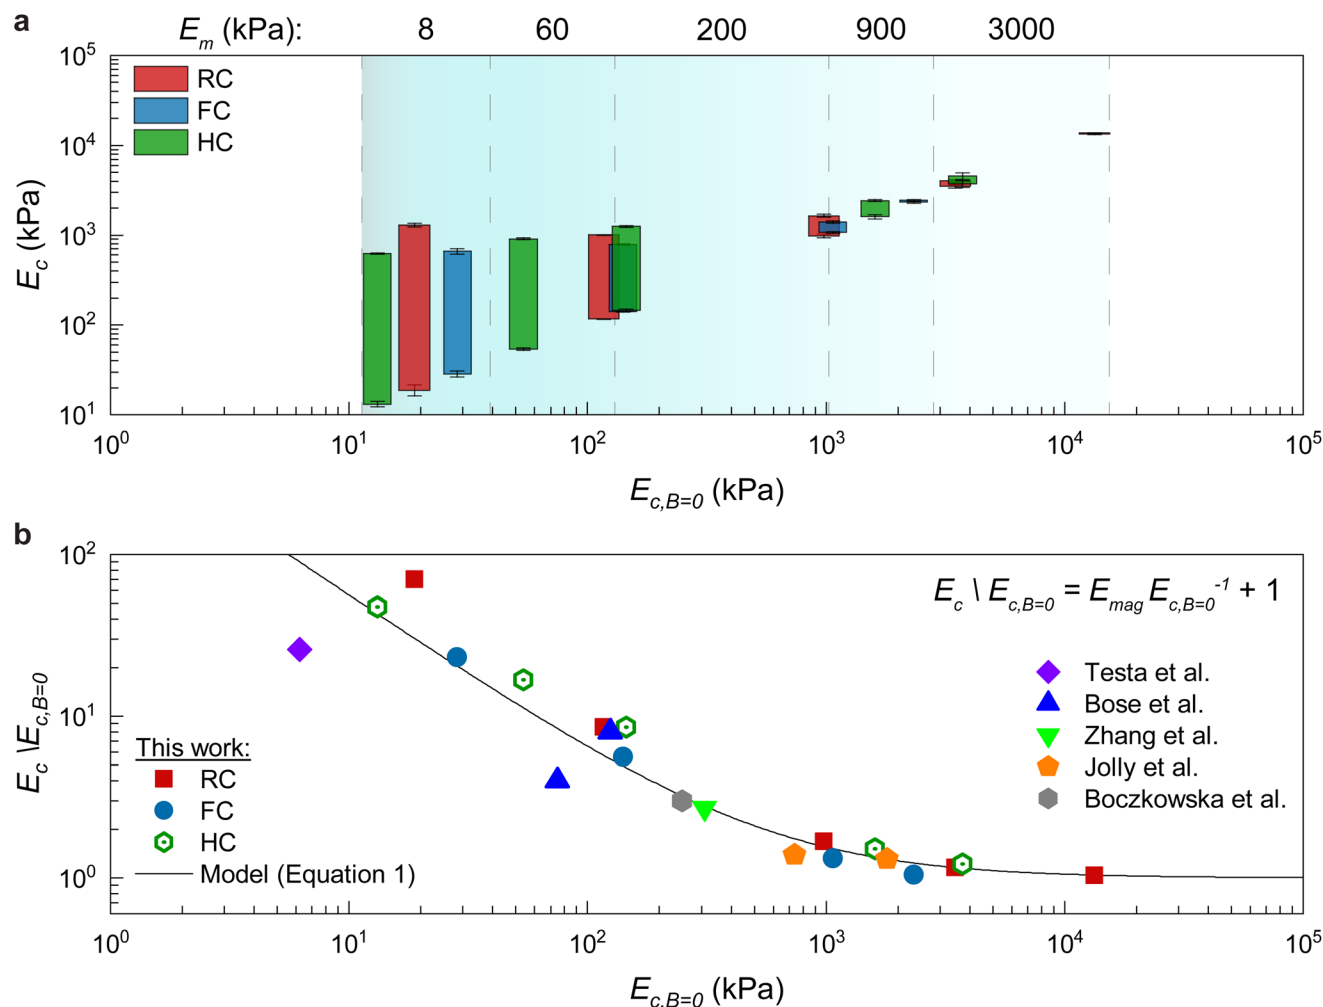 a
E_m (kPa): 8 60 200 900 3000
10^5
10^4
10^3
10^2
10^1
E_c (kPa)
RC
FC
HC
10^0 10^1 10^2 10^3 10^4 10^5
E_c,B=0 (kPa)
b
10^2
10^1
10^0
E_c \E_c,B=0
E_c \ E_c,B=0 = E_mag E_c,B=0^-1 + 1
Testa et al.
Bose et al.
Zhang et al.
Jolly et al.
Boczkowska et al.
This work:
RC
FC
HC
Model (Equation 1)
10^0 10^1 10^2 10^3 10^4 10^5
E_c,B=0 (kPa)